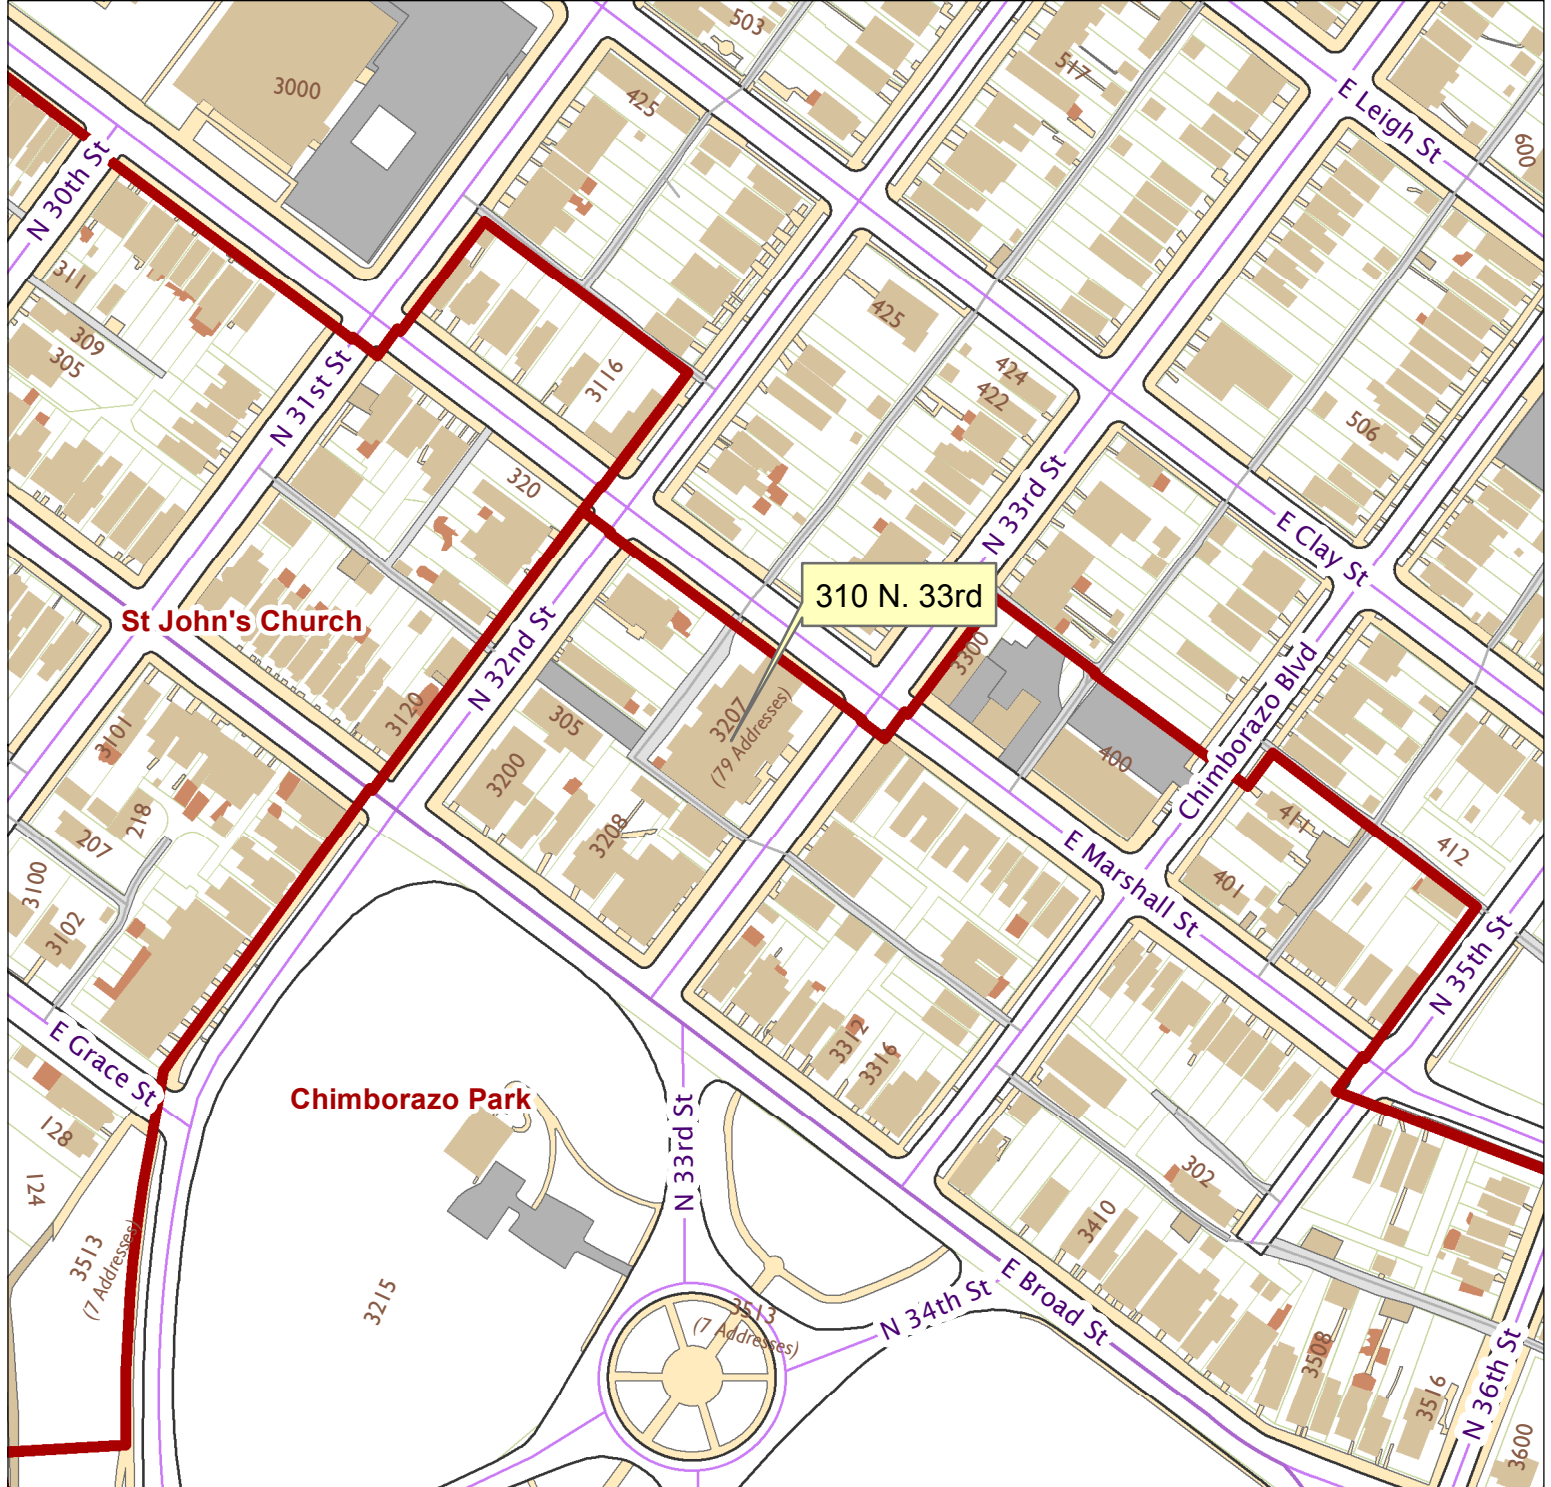 503
3000
425
517
E Leigh St
600
N 30th St
311
309
305
N 31st St
3116
425
424
422
506
320
N 33rd St
E Clay St
310 N. 33rd
St John's Church
N 32nd St
3300
3120
3101
305
3207
(79 Addresses)
400
Chimborazo Blvd
3200
218
207
3208
411
412
E Marshall St
401
3100
3102
N 35th St
E Grace St
3312
3316
Chimborazo Park
128
124
N 33rd St
302
3410
3513
(7 Addresses)
3215
E Broad St
N 34th St
3513
(7 Addresses)
3508
3516
N 36th St
3600